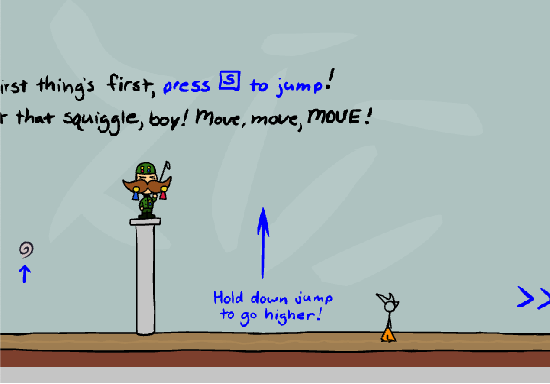 irst thing's first, press S to jump!
r that squiggle, boy! Move, move, MOVE!
Hold down jump
to go higher!
>>